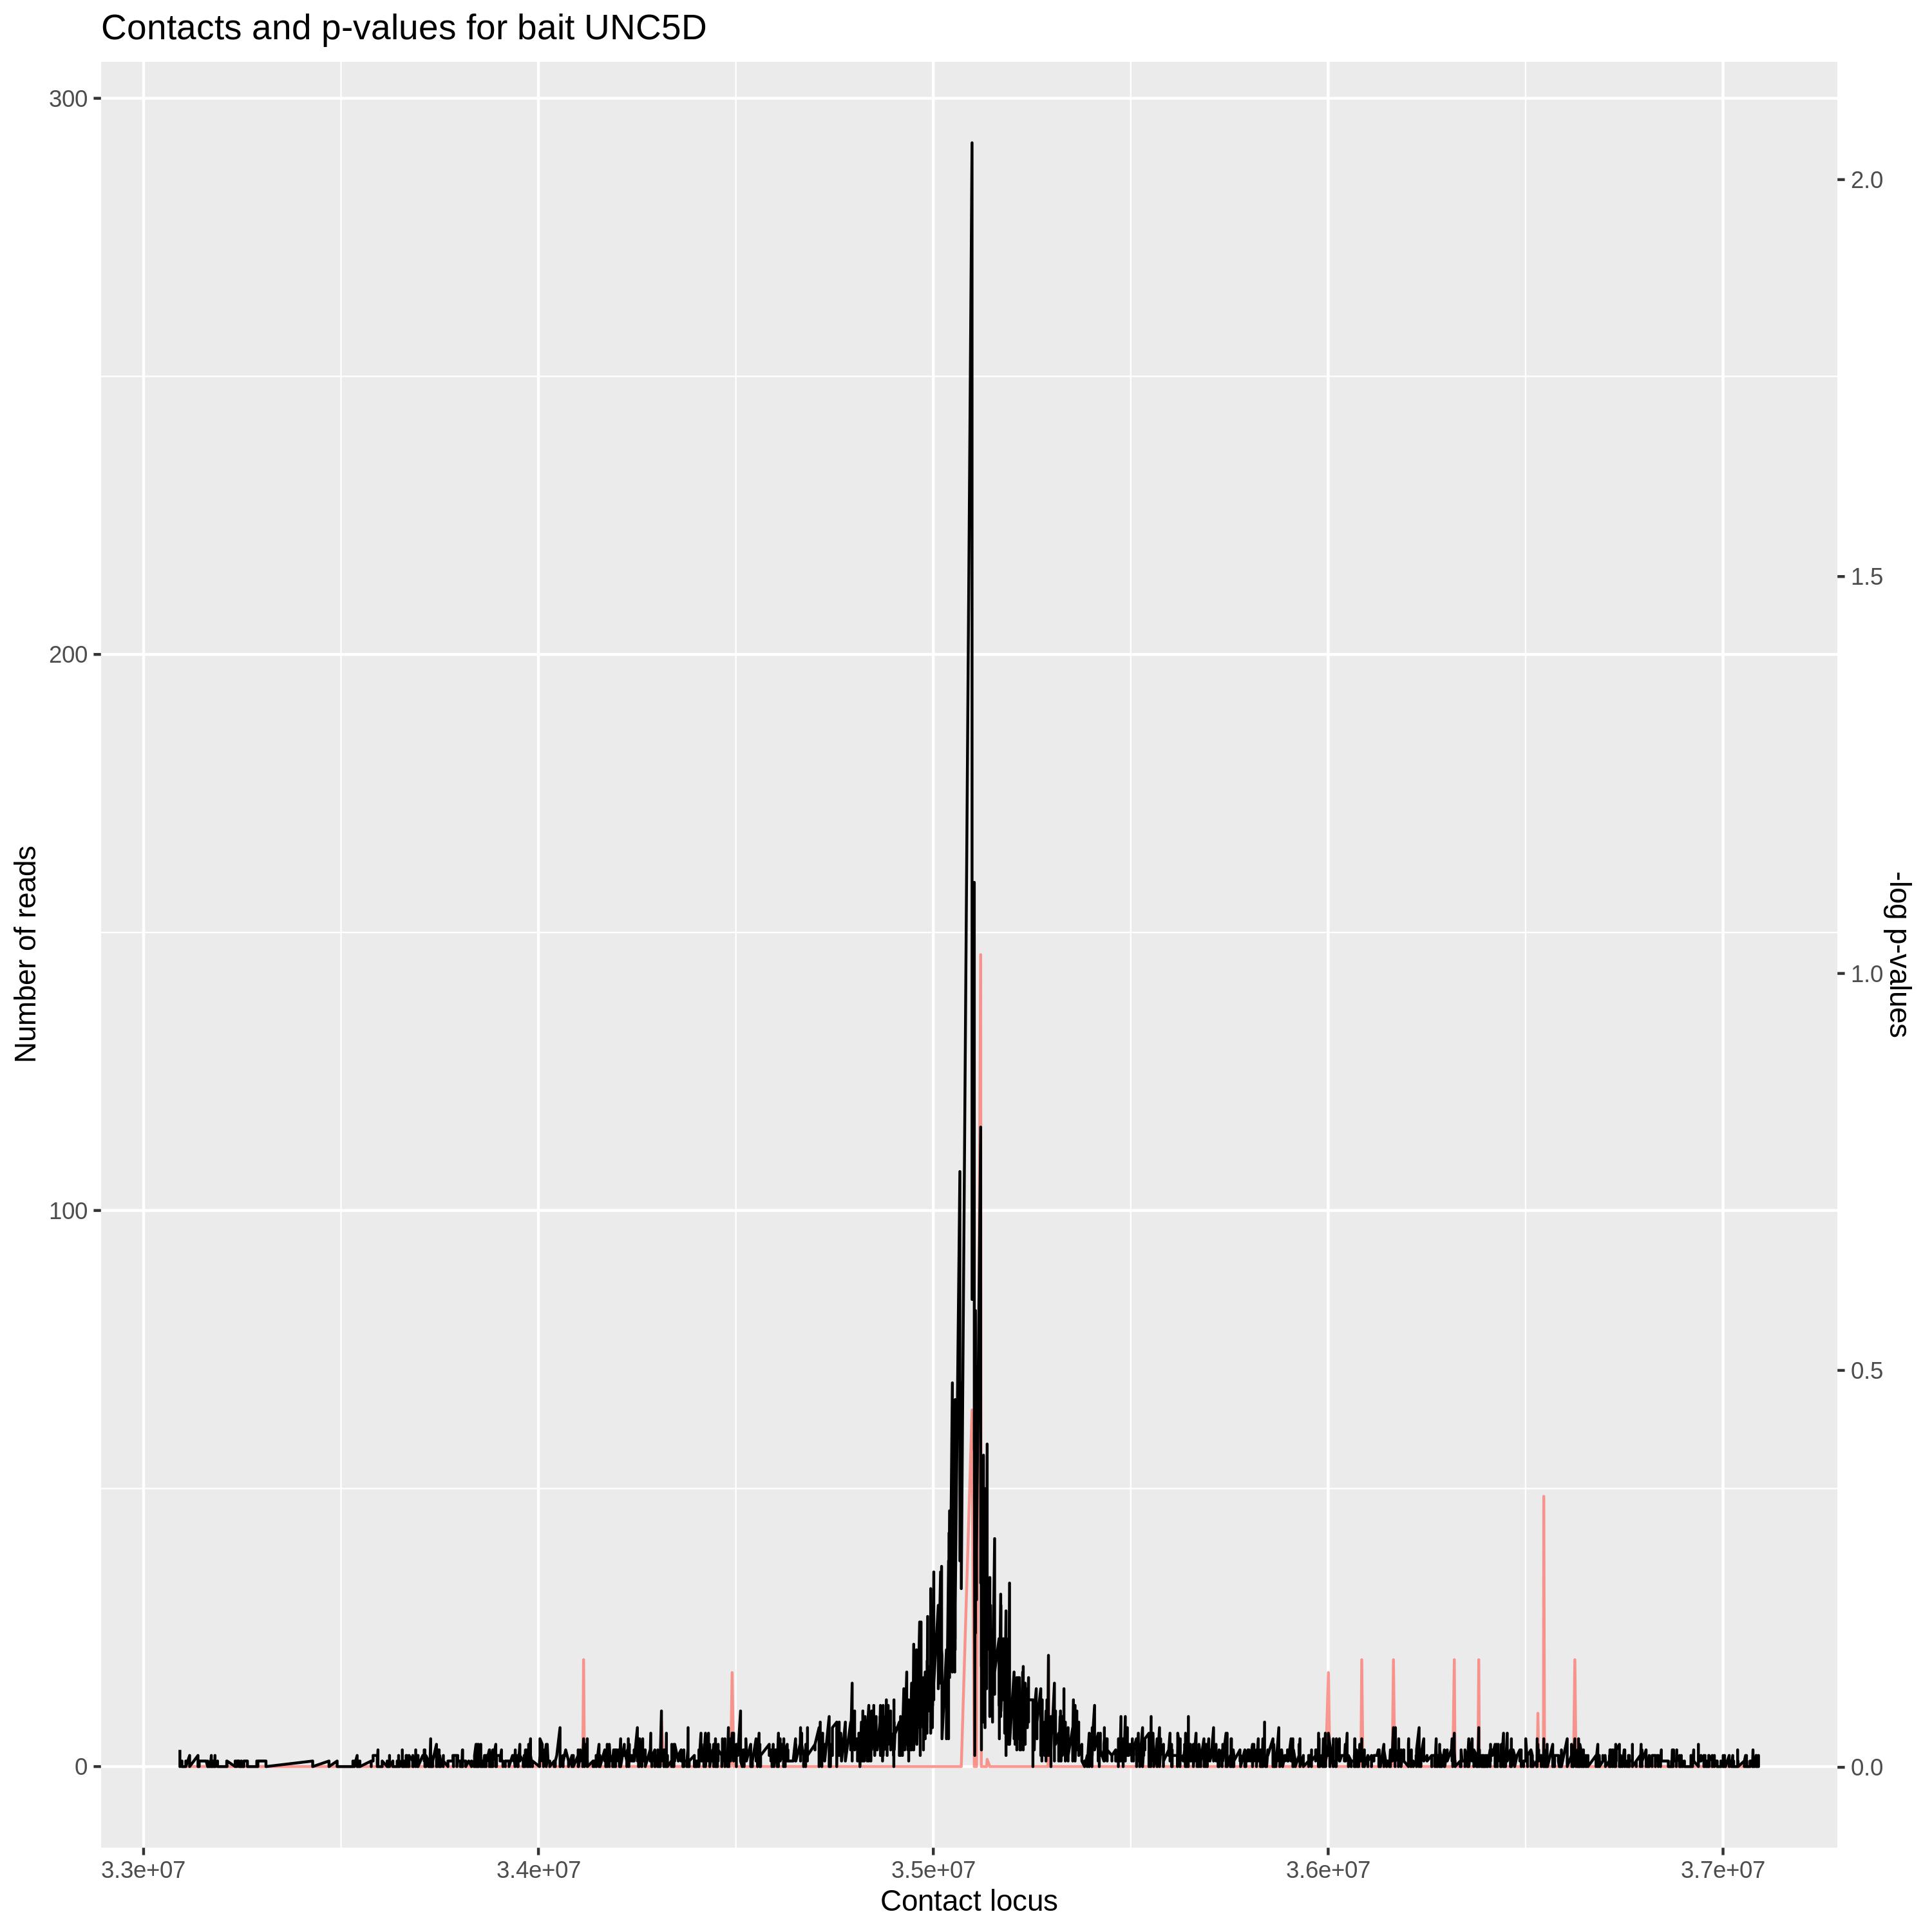 Contacts and p-values for bait UNC5D
300
200
100
0
Number of reads
2.0
1.5
1.0
0.5
0.0
-log p-values
3.3e+07
3.4e+07
3.5e+07
3.6e+07
3.7e+07
Contact locus